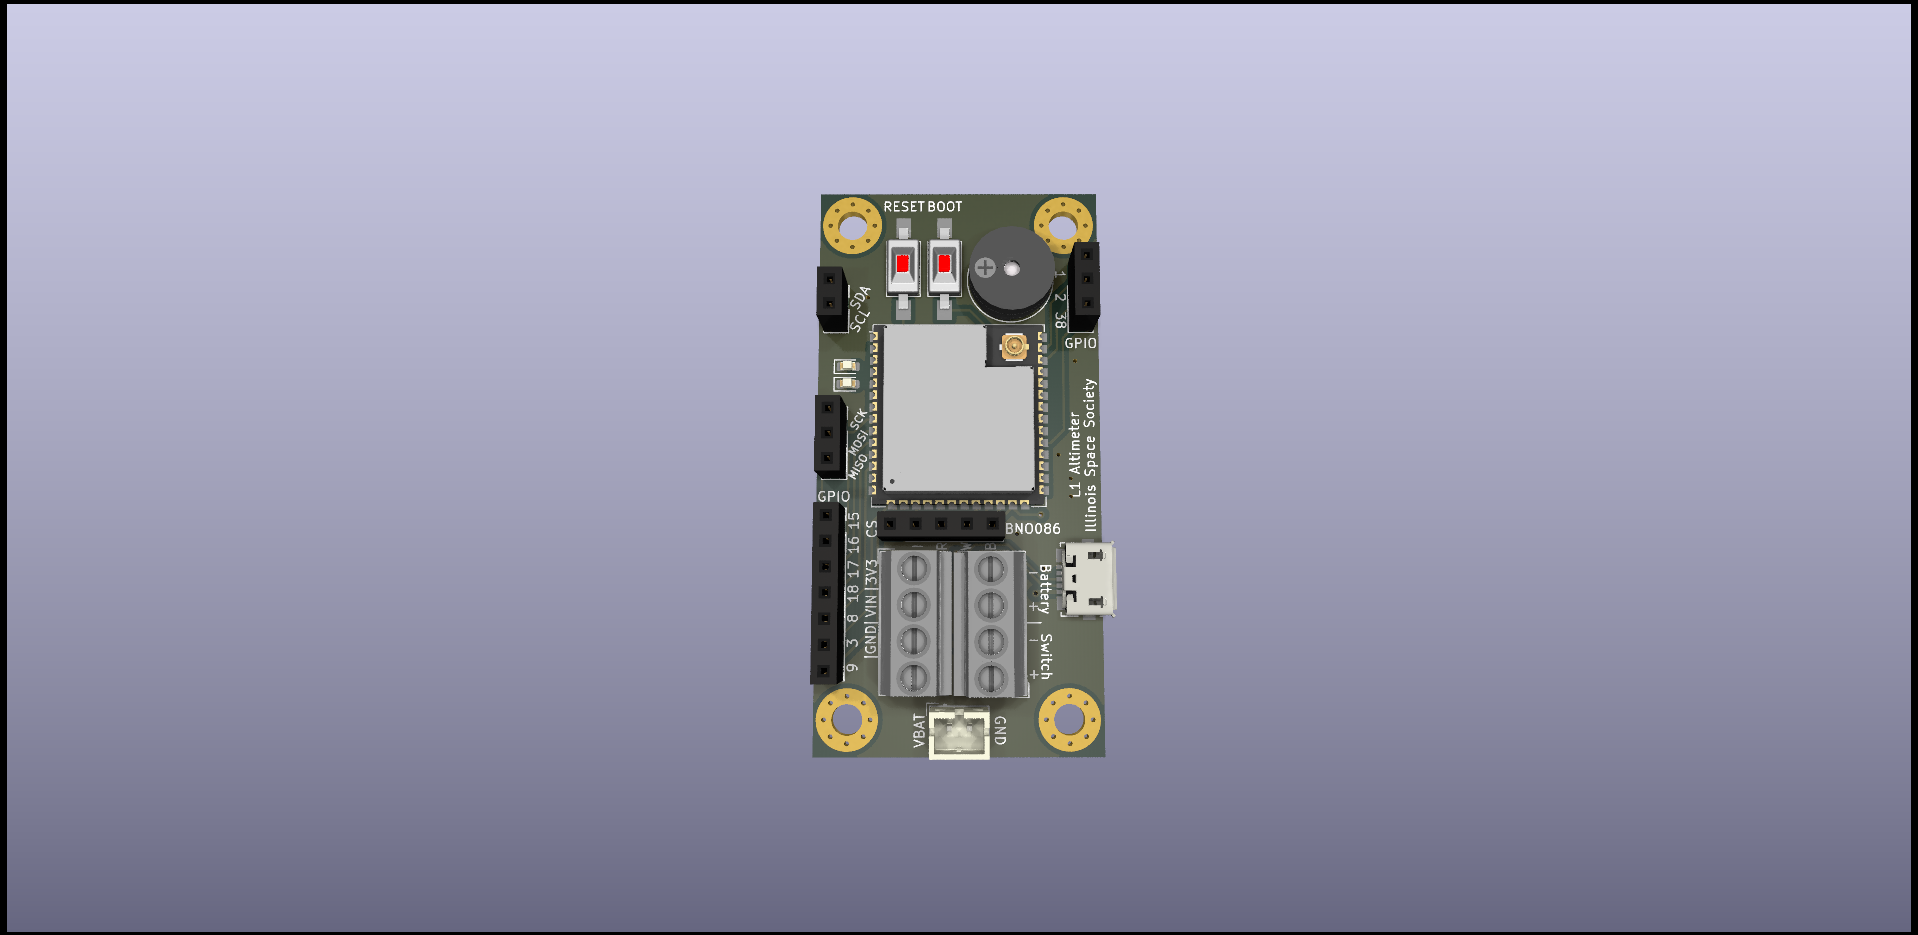 RESET BOOT
SDA
SCL
1
2
38
GPIO
SCK
MOSI
MISO
L1 Altimeter
Illinois Space Society
GPIO
15
16
17
18
8
3
9
CS
BNO086
3V3
VIN
GND
- Battery +
- Switch +
VBAT
GND